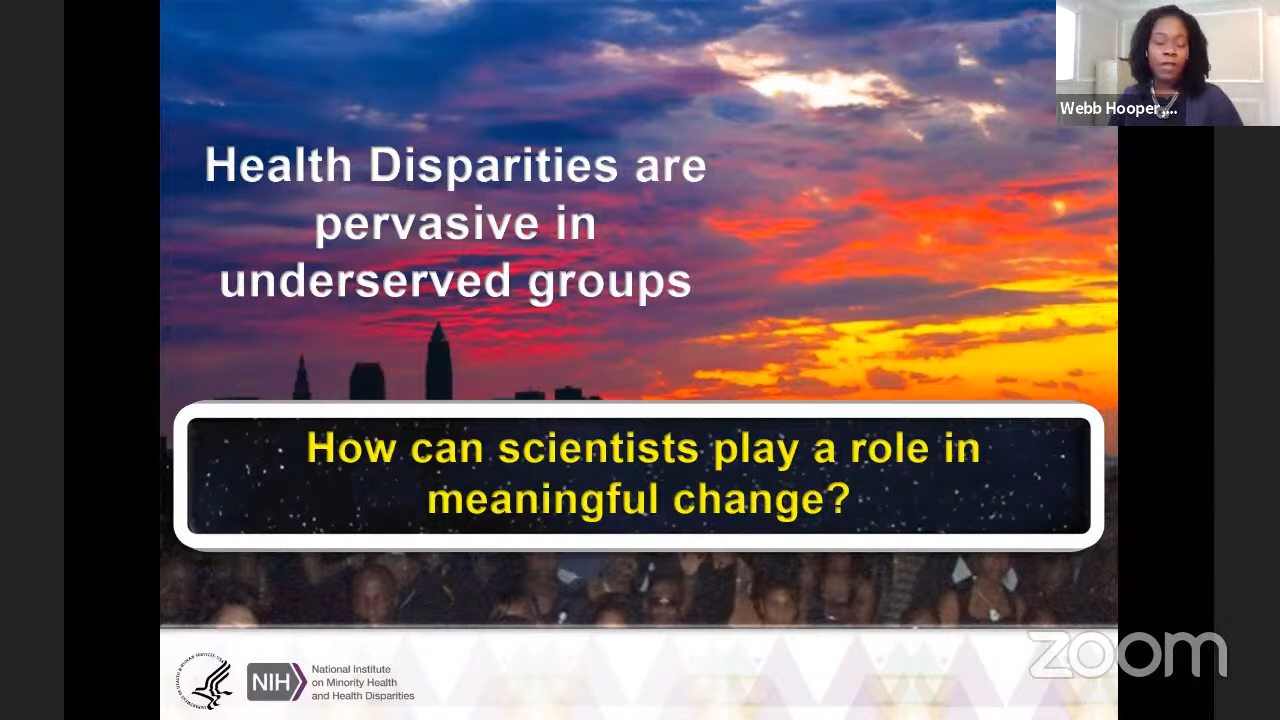 Webb Hooper ,...
Health Disparities are
pervasive in
underserved groups
How can scientists play a role in
meaningful change?
NIH
National Institute
on Minority Health
and Health Disparities
zoom